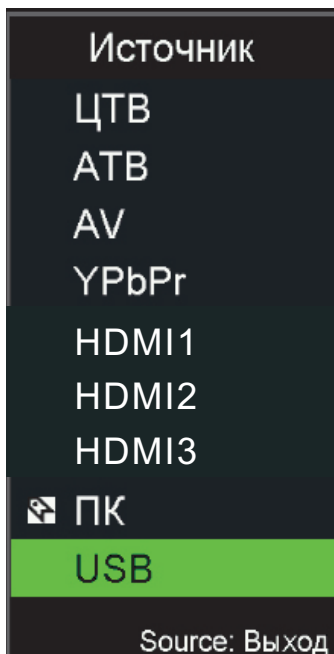 Источник
ЦТВ
АТВ
AV
YPbPr
HDMI1
HDMI2
HDMI3
ПК
USB
Source: Выход